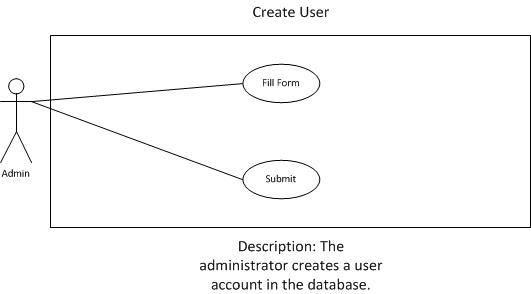 Create User
Fill Form
Admin
Submit
Description: The
administrator creates a user
account in the database.